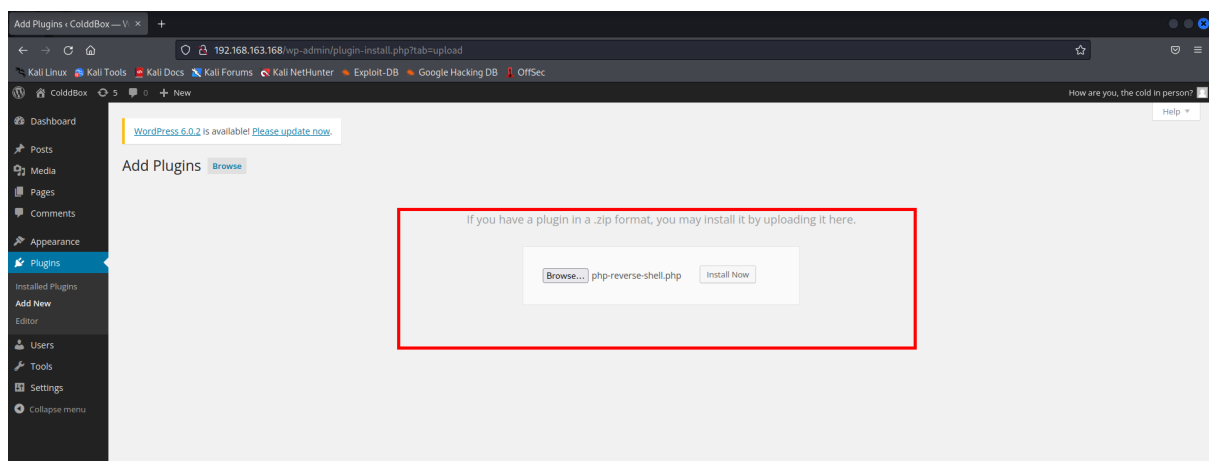 Add Plugins ‹ ColddBox — W
192.168.163.168/wp-admin/plugin-install.php?tab=upload
Kali Linux Kali Tools Kali Docs Kali Forums Kali NetHunter Exploit-DB Google Hacking DB OffSec
ColddBox 5 0 + New How are you, the cold in person?
Help
Dashboard
WordPress 6.0.2 is available! Please update now.
Posts
Add Plugins Browse
Media
Pages
Comments
If you have a plugin in a .zip format, you may install it by uploading it here.
Appearance
Plugins
Browse... php-reverse-shell.php Install Now
Installed Plugins
Add New
Editor
Users
Tools
Settings
Collapse menu